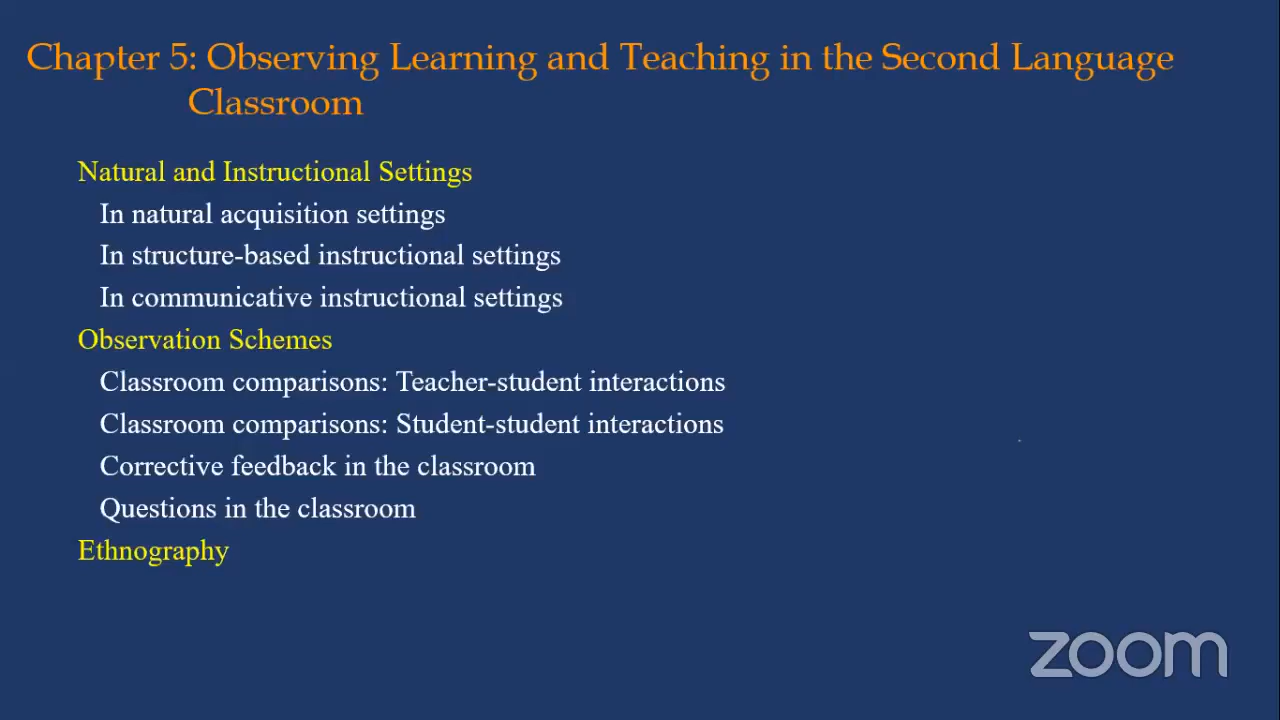 Chapter 5: Observing Learning and Teaching in the Second Language
Classroom
Natural and Instructional Settings
In natural acquisition settings
In structure-based instructional settings
In communicative instructional settings
Observation Schemes
Classroom comparisons: Teacher-student interactions
Classroom comparisons: Student-student interactions
Corrective feedback in the classroom
Questions in the classroom
Ethnography
zoom